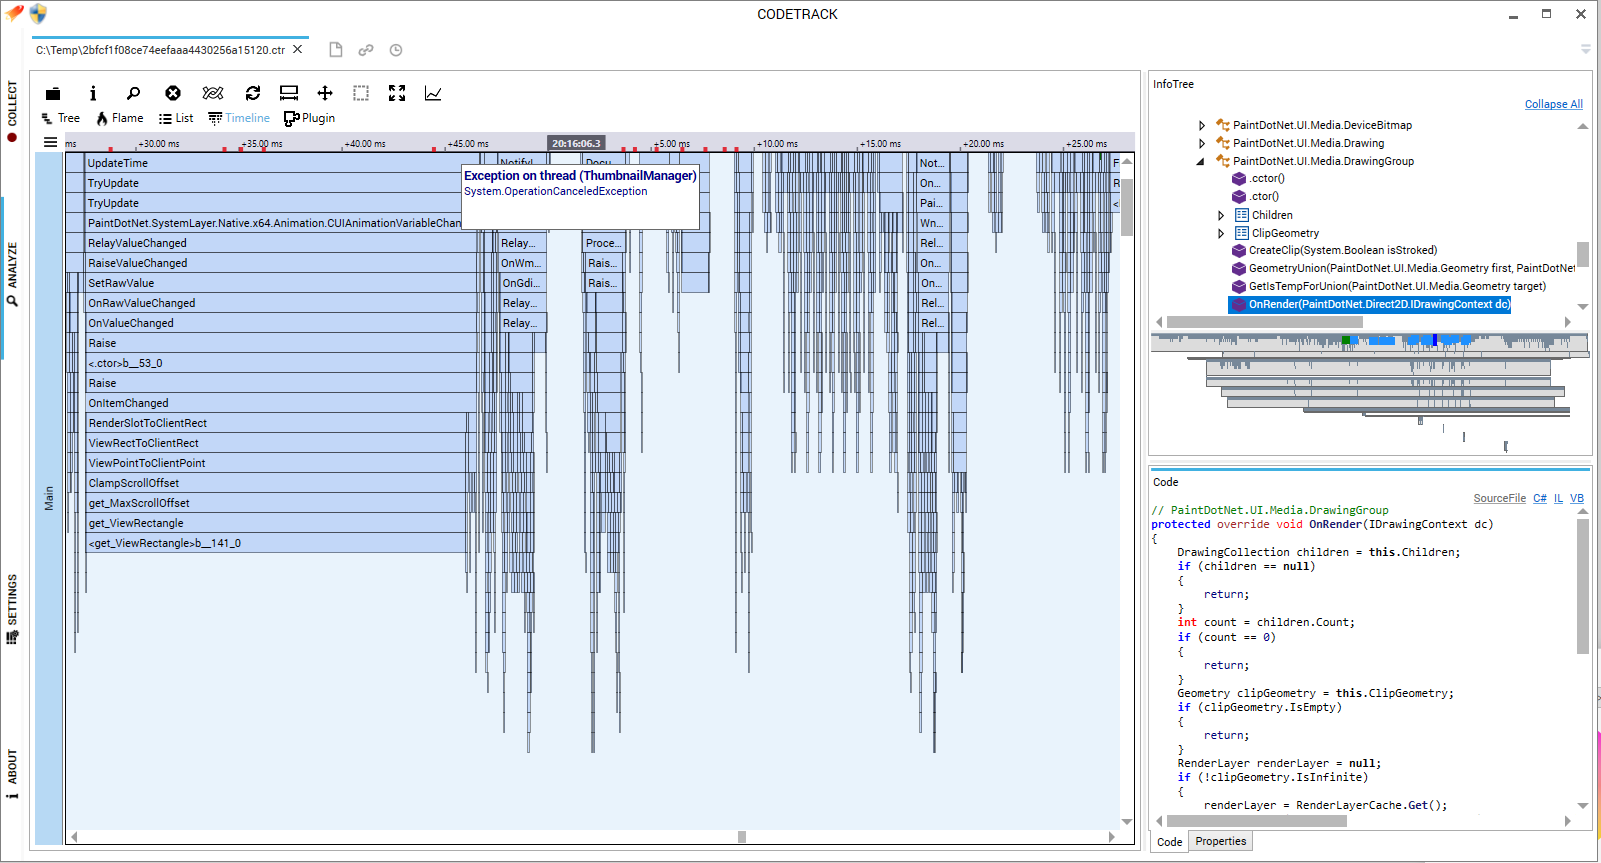 CODETRACK
C:\Temp\2bfcf1f08ce74eefaaa4430256a15120.ctr
COLLECT
ANALYZE
SETTINGS
ABOUT
Tree Flame List Timeline Plugin
ms +30.00 ms +35.00 ms +40.00 ms +45.00 ms 20:16:06.3 +5.00 ms +10.00 ms +15.00 ms +20.00 ms +25.00 ms
Main
UpdateTime Not...
TryUpdate On...
TryUpdate Pai...
PaintDotNet.SystemLayer.Native.x64.Animation.CUIAnimationVariableChan Wn...
RelayValueChanged Relay... Proce... Rel...
RaiseValueChanged OnWm... Rais... On...
SetRawValue OnGdi... Rais... On...
OnRawValueChanged Relay... Rel...
OnValueChanged Relay... Rel...
Raise
<.ctor>b__53_0
Raise
OnItemChanged
RenderSlotToClientRect
ViewRectToClientRect
ViewPointToClientPoint
ClampScrollOffset
get_MaxScrollOffset
get_ViewRectangle
<get_ViewRectangle>b__141_0
Exception on thread (ThumbnailManager)
System.OperationCanceledException
InfoTree
Collapse All
PaintDotNet.UI.Media.DeviceBitmap
PaintDotNet.UI.Media.Drawing
PaintDotNet.UI.Media.DrawingGroup
.cctor()
.ctor()
Children
ClipGeometry
CreateClip(System.Boolean isStroked)
GeometryUnion(PaintDotNet.UI.Media.Geometry first, PaintDotNet
GetIsTempForUnion(PaintDotNet.UI.Media.Geometry target)
OnRender(PaintDotNet.Direct2D.IDrawingContext dc)
Code
SourceFile C# IL VB
// PaintDotNet.UI.Media.DrawingGroup
protected override void OnRender(IDrawingContext dc)
{
DrawingCollection children = this.Children;
if (children == null)
{
return;
}
int count = children.Count;
if (count == 0)
{
return;
}
Geometry clipGeometry = this.ClipGeometry;
if (clipGeometry.IsEmpty)
{
return;
}
RenderLayer renderLayer = null;
if (!clipGeometry.IsInfinite)
{
renderLayer = RenderLayerCache.Get();
Code Properties